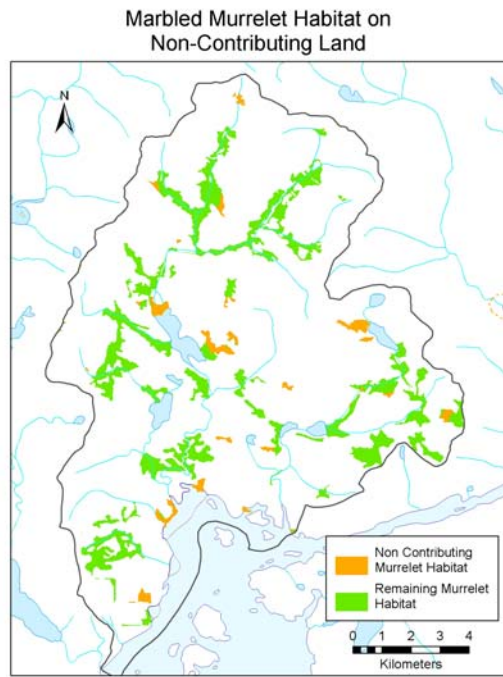 Marbled Murrelet Habitat on
Non-Contributing Land
N
Non Contributing
Murrelet Habitat
Remaining Murrelet
Habitat
0 1 2 3 4
Kilometers